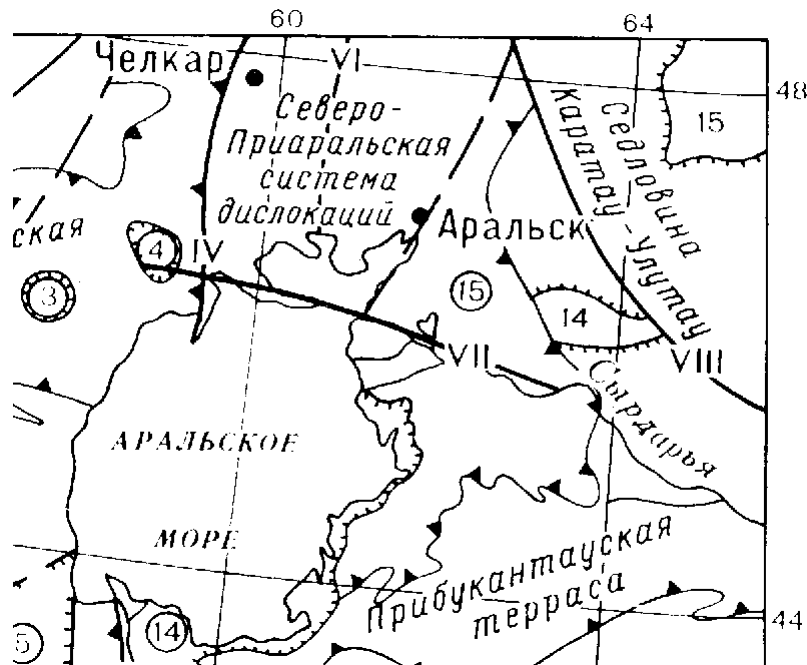 60
64
Челкар
VI
48
Северо-
Приаральская
система
дислокаций
15
Седловина
Каратау-Улутау
ская
Аральск
4
IV
3
15
14
VII
VIII
Сырдарья
АРАЛЬСКОЕ
МОРЕ
Прибукантауская
терраса
44
5
14